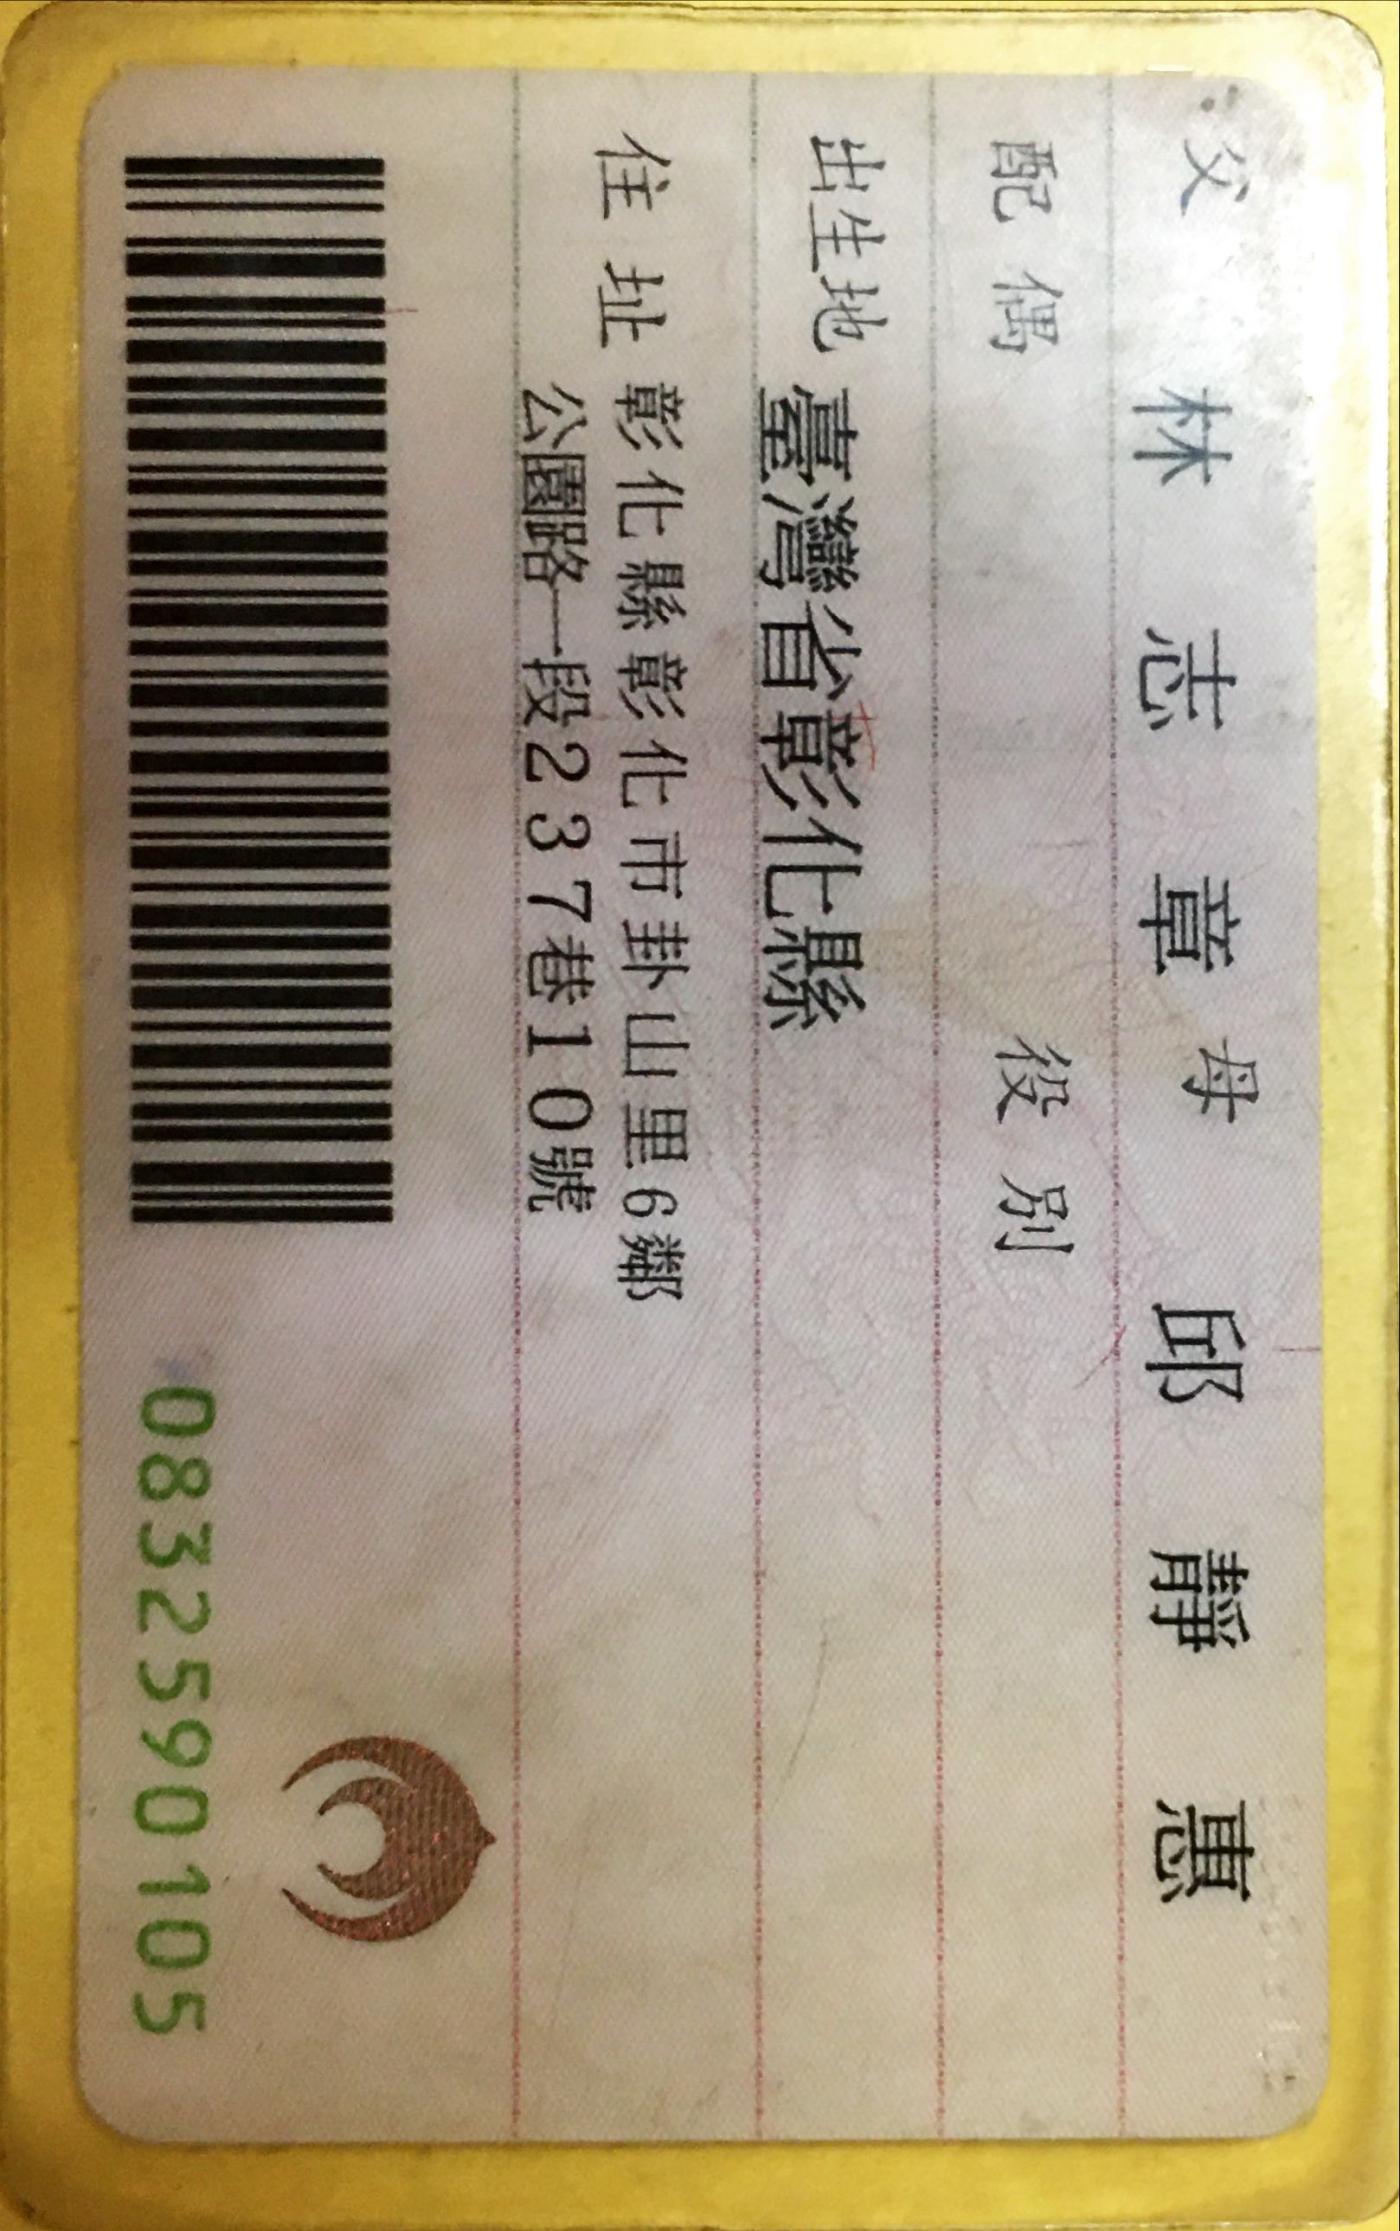 父 林志章 母 邱靜惠
配偶 役別
出生地 臺灣省彰化縣
住址 彰化縣彰化市卦山里6鄰
公園路一段237巷10號
0832590105